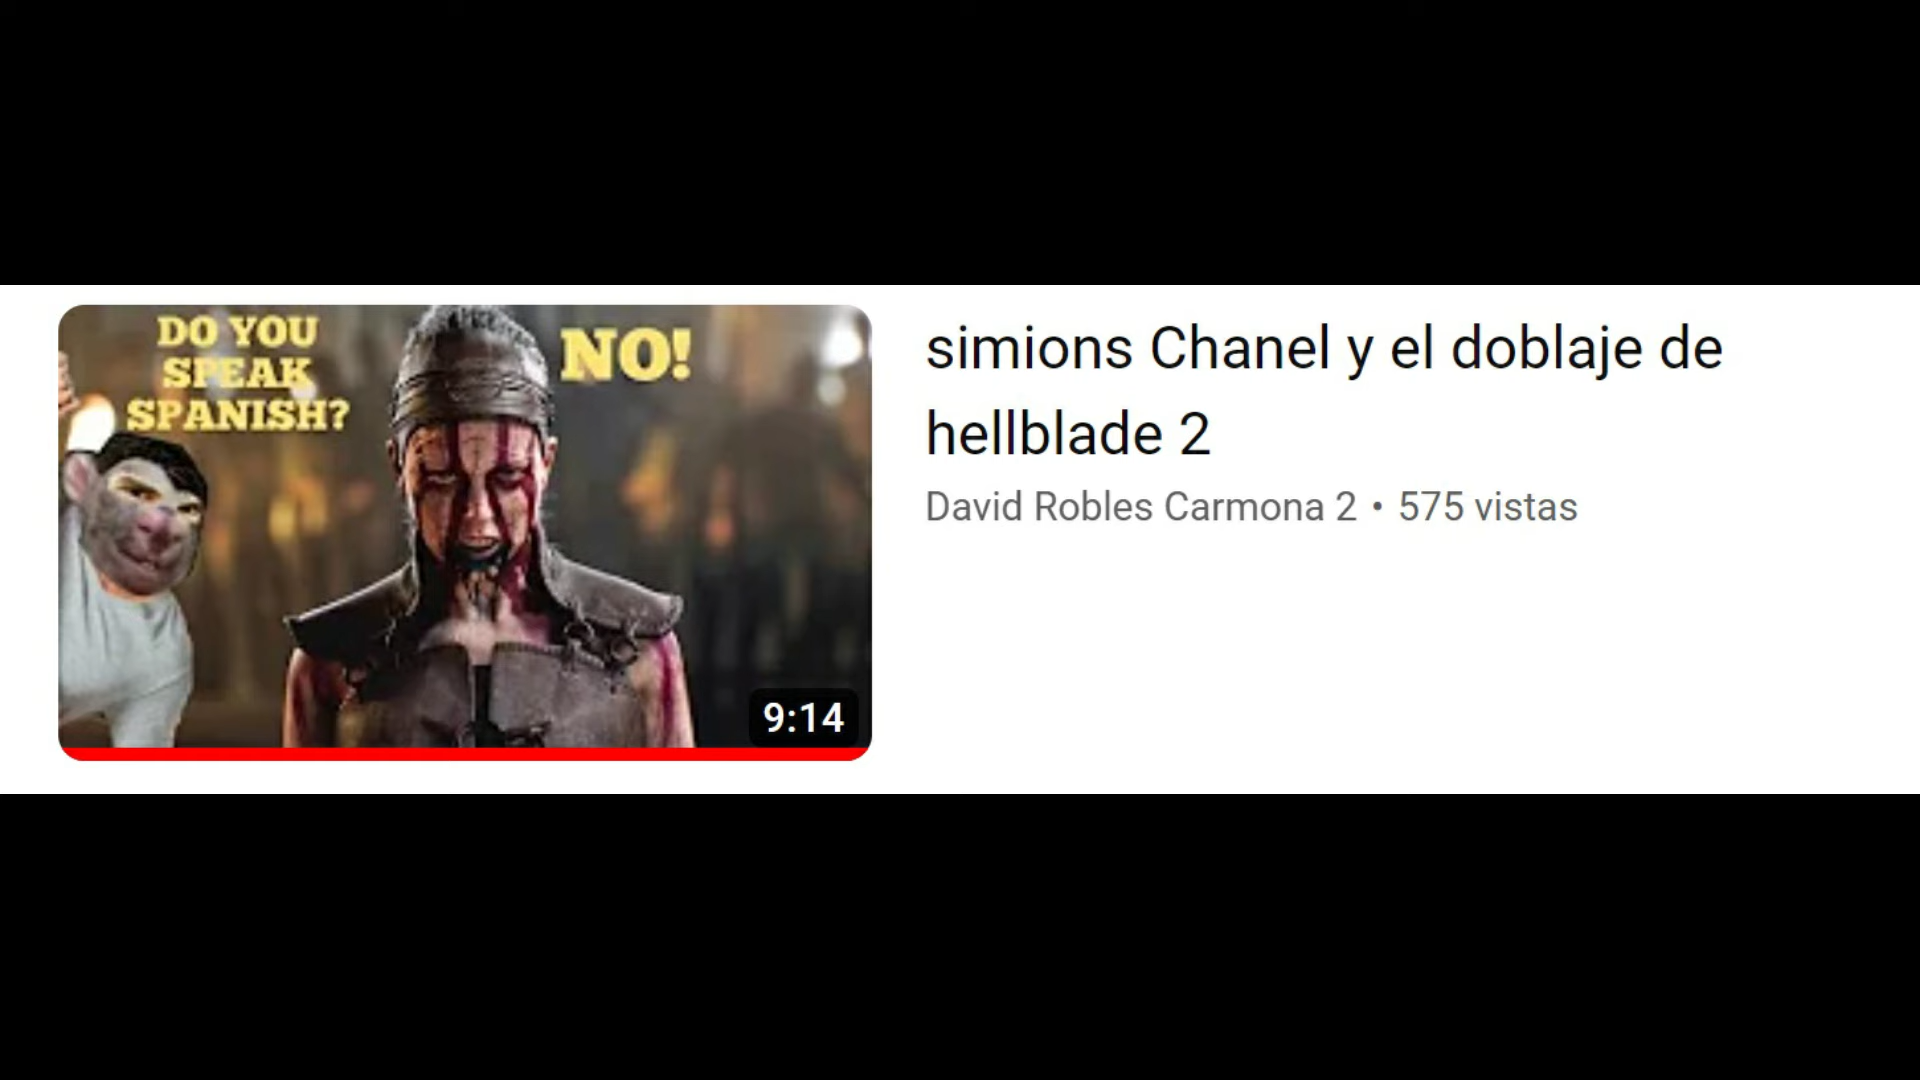 DO YOU
SPEAK
SPANISH?
NO!
9:14
simions Chanel y el doblaje de
hellblade 2
David Robles Carmona 2 • 575 vistas